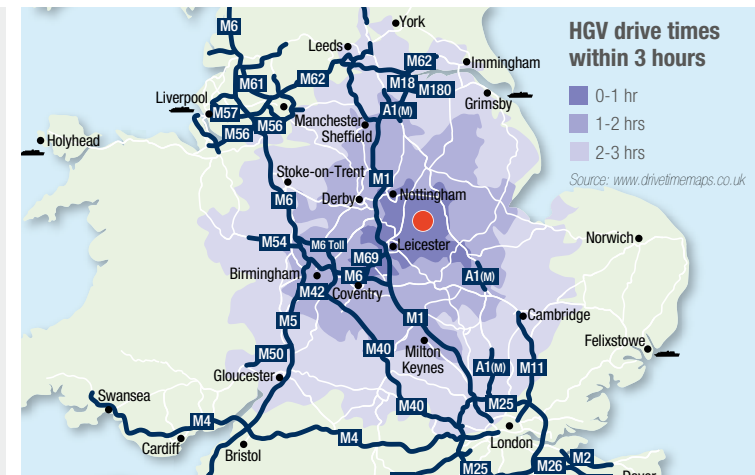 HGV drive times
within 3 hours
0-1 hr
1-2 hrs
2-3 hrs
Source: www.drivetimemaps.co.uk
York
M6
Leeds
M62
Immingham
M62
M61
M18
M180
Liverpool
Grimsby
A1(M)
M57
Manchester
M56
M56
Sheffield
Holyhead
Stoke-on-Trent
M1
Derby
Nottingham
M6
Norwich
M54
M6 Toll
Leicester
M69
Birmingham
M6
A1(M)
M42
Coventry
Cambridge
M5
M1
Felixstowe
M40
Milton
Keynes
M50
A1(M)
M11
Gloucester
Swansea
M40
M25
M4
M4
London
Cardiff
Bristol
M2
M25
M26